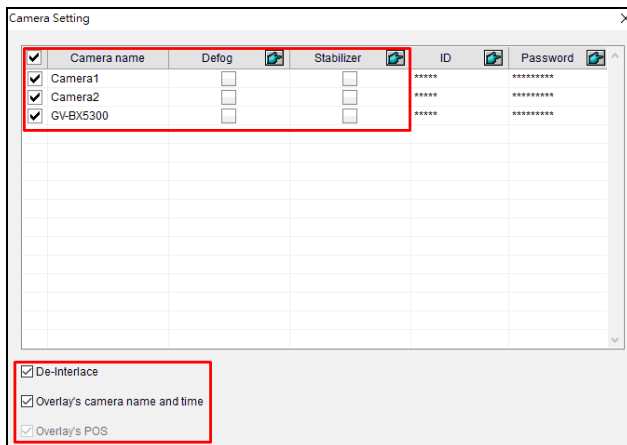 Camera Setting
Camera name Defog Stabilizer ID Password
Camera1 ***** *********
Camera2 ***** *********
GV-BX5300 ***** *********
De-Interlace
Overlay's camera name and time
Overlay's POS